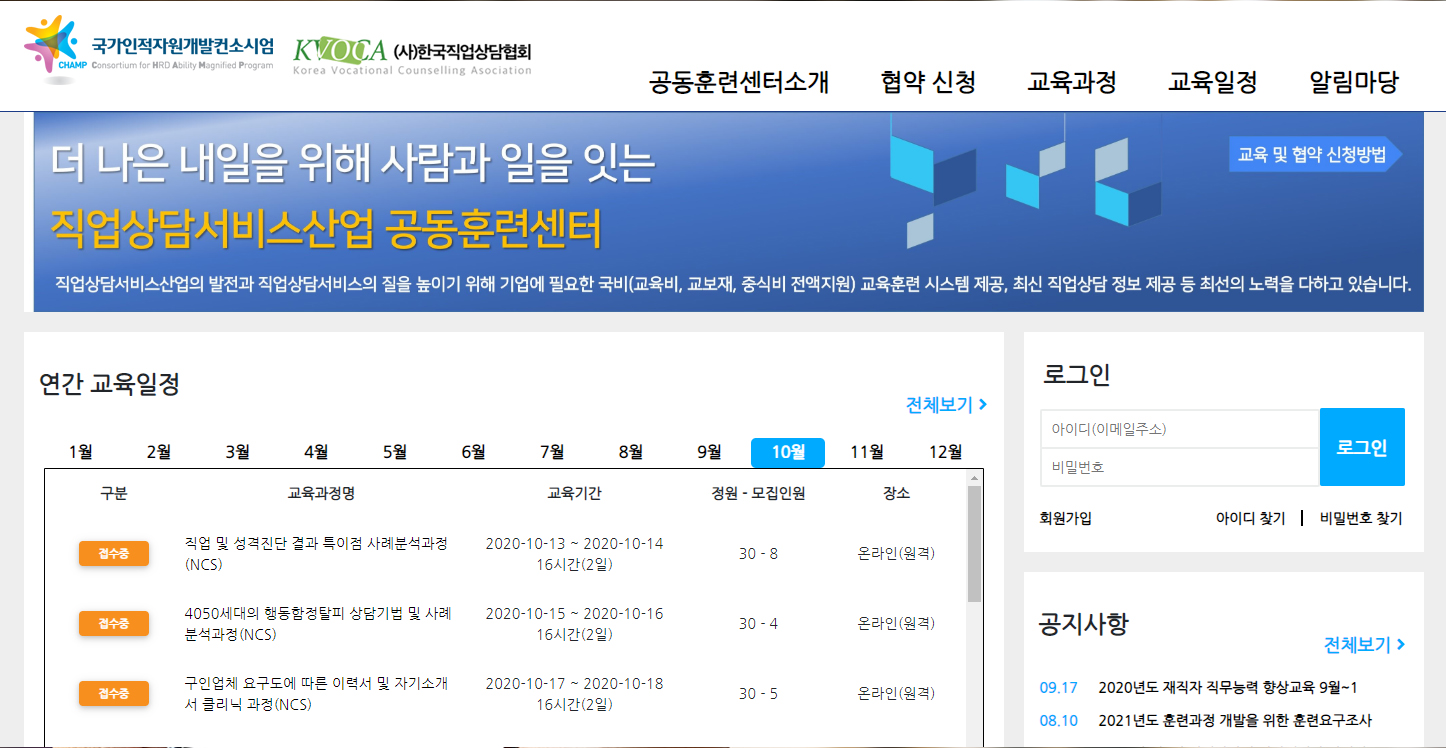 CHAMP
국가인적자원개발컨소시엄
Consortium for HRD Ability Magnified Program
KVOCA (사)한국직업상담협회
Korea Vocational Counselling Asociation
공동훈련센터소개 협약 신청 교육과정 교육일정 알림마당
더 나은 내일을 위해 사람과 일을 잇는
직업상담서비스산업 공동훈련센터
교육 및 협약 신청방법
직업상담서비스산업의 발전과 직업상담서비스의 질을 높이기 위해 기업에 필요한 국비(교육비, 교보재, 중식비 전액지원) 교육훈련 시스템 제공, 최신 직업상담 정보 제공 등 최선의 노력을 다하고 있습니다.
연간 교육일정
전체보기
1월 2월 3월 4월 5월 6월 7월 8월 9월 10월 11월 12월
구분 교육과정명 교육기간 정원 - 모집인원 장소
접수중 직업 및 성격진단 결과 특이점 사례분석과정 2020-10-13 ~ 2020-10-14 30 - 8 온라인(원격)
(NCS) 16시간(2일)
접수중 4050세대의 행동함정탈피 상담기법 및 사례 2020-10-15 ~ 2020-10-16 30 - 4 온라인(원격)
분석과정(NCS) 16시간(2일)
접수중 구인업체 요구도에 따른 이력서 및 자기소개 2020-10-17 ~ 2020-10-18 30 - 5 온라인(원격)
서 클리닉 과정(NCS) 16시간(2일)
로그인
아이디(이메일주소)
비밀번호
로그인
회원가입 아이디 찾기 | 비밀번호 찾기
공지사항
전체보기
09.17 2020년도 재직자 직무능력 향상교육 9월~1
08.10 2021년도 훈련과정 개발을 위한 훈련요구조사